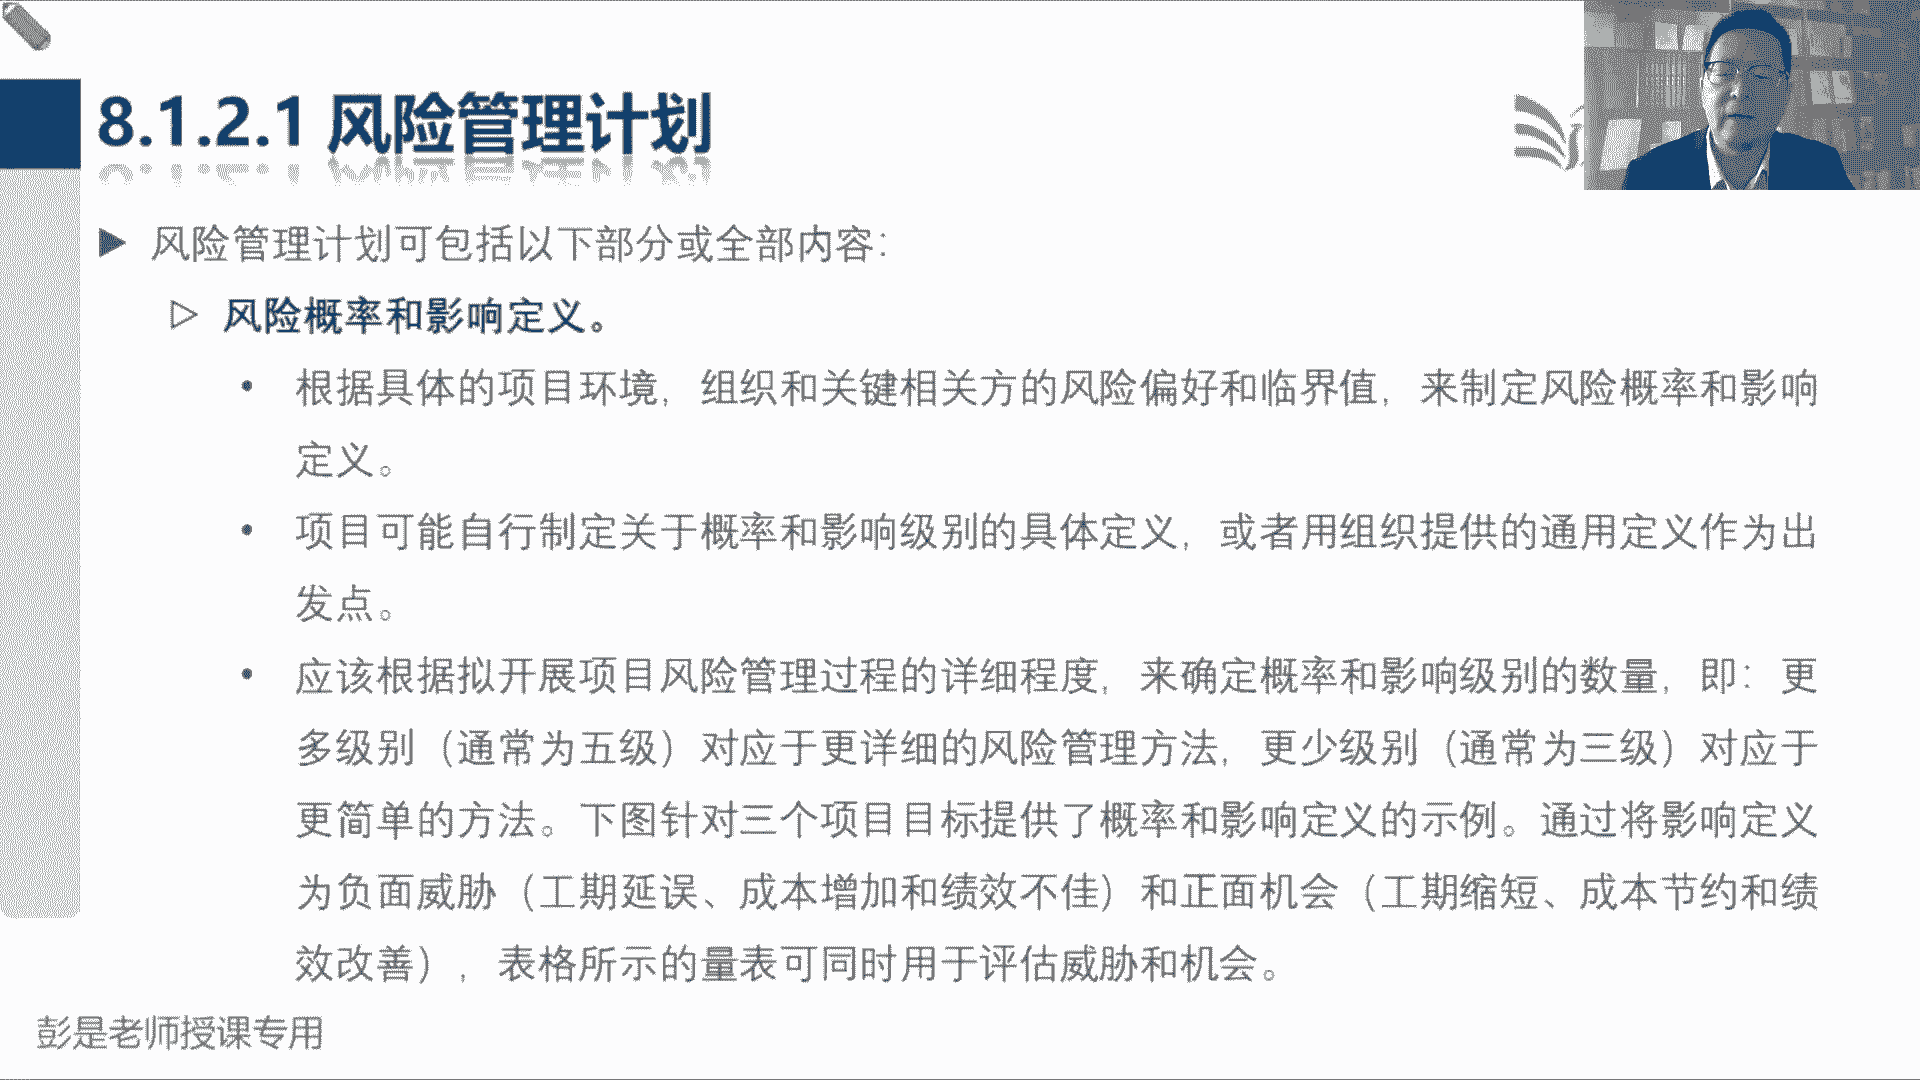 8.1.2.1 风险管理计划
风险管理计划可包括以下部分或全部内容：
风险概率和影响定义。
根据具体的项目环境，组织和关键相关方的风险偏好和临界值，来制定风险概率和影响
定义。
项目可能自行制定关于概率和影响级别的具体定义，或者用组织提供的通用定义作为出
发点。
应该根据拟开展项目风险管理过程的详细程度，来确定概率和影响级别的数量，即：更
多级别（通常为五级）对应于更详细的风险管理方法，更少级别（通常为三级）对应于
更简单的方法。下图针对三个项目目标提供了概率和影响定义的示例。通过将影响定义
为负面威胁（工期延误、成本增加和绩效不佳）和正面机会（工期缩短、成本节约和绩
效改善），表格所示的量表可同时用于评估威胁和机会。
彭是老师授课专用